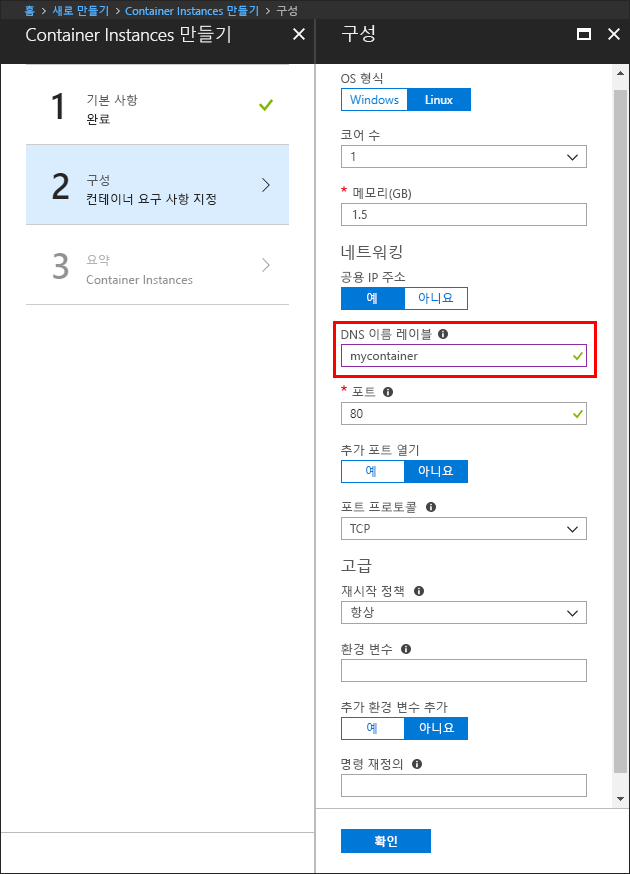 홈 > 새로 만들기 > Container Instances 만들기 > 구성
Container Instances 만들기
1
기본 사항
완료
2
구성
컨테이너 요구 사항 지정
3
요약
Container Instances
구성
OS 형식
Windows Linux
코어 수
1
* 메모리(GB)
1.5
네트워킹
공용 IP 주소
예 아니요
DNS 이름 레이블
mycontainer
* 포트
80
추가 포트 열기
예 아니요
포트 프로토콜
TCP
고급
재시작 정책
항상
환경 변수
추가 환경 변수 추가
예 아니요
명령 재정의
확인